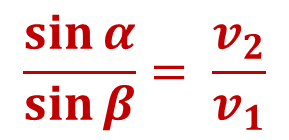 sin α / sin β = v₂ / v₁